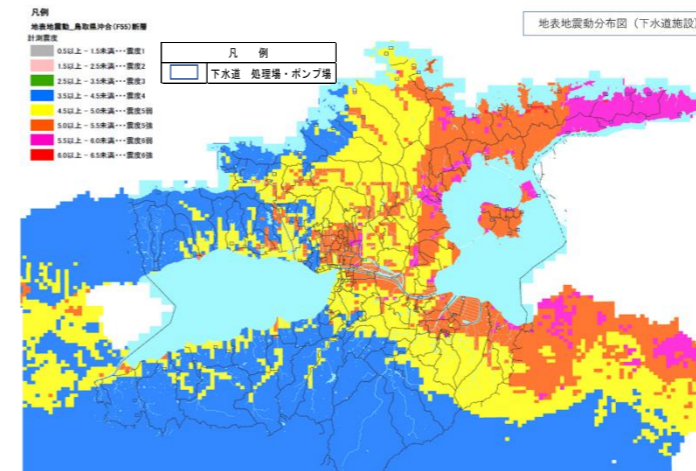 凡例
地表地震動_鳥取県沖合(F55)断層
計測震度
0.5以上 - 1.5未満・・・震度1
1.5以上 - 2.5未満・・・震度2
2.5以上 - 3.5未満・・・震度3
3.5以上 - 4.5未満・・・震度4
4.5以上 - 5.0未満・・・震度5弱
5.0以上 - 5.5未満・・・震度5強
5.5以上 - 6.0未満・・・震度6弱
6.0以上 - 6.5未満・・・震度6強
凡 例
下水道 処理場・ポンプ場
地表地震動分布図（下水道施設）